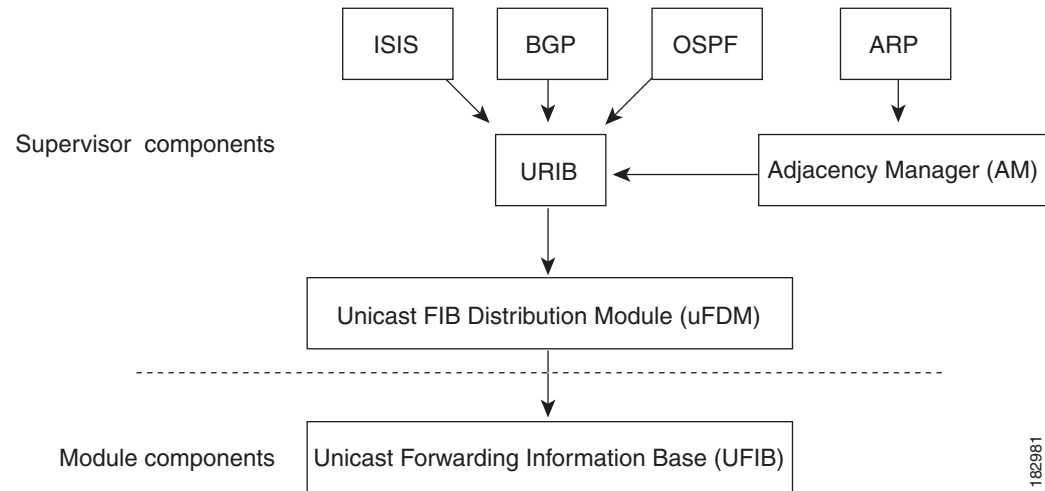 ISIS
BGP
OSPF
ARP
Supervisor components
URIB
Adjacency Manager (AM)
Unicast FIB Distribution Module (uFDM)
Module components
Unicast Forwarding Information Base (UFIB)
182981